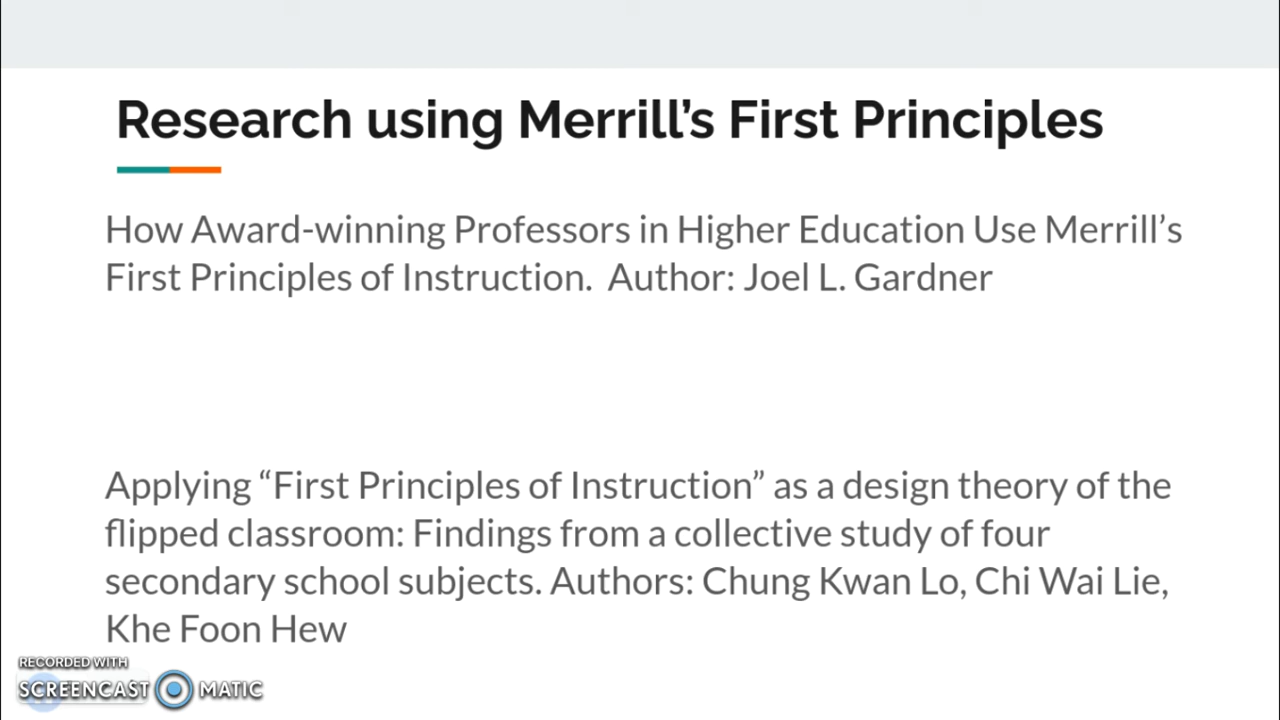 Research using Merrill’s First Principles
How Award-winning Professors in Higher Education Use Merrill’s
First Principles of Instruction.  Author: Joel L. Gardner
Applying “First Principles of Instruction” as a design theory of the
flipped classroom: Findings from a collective study of four
secondary school subjects. Authors: Chung Kwan Lo, Chi Wai Lie,
Khe Foon Hew
RECORDED WITH
SCREENCAST MATIC